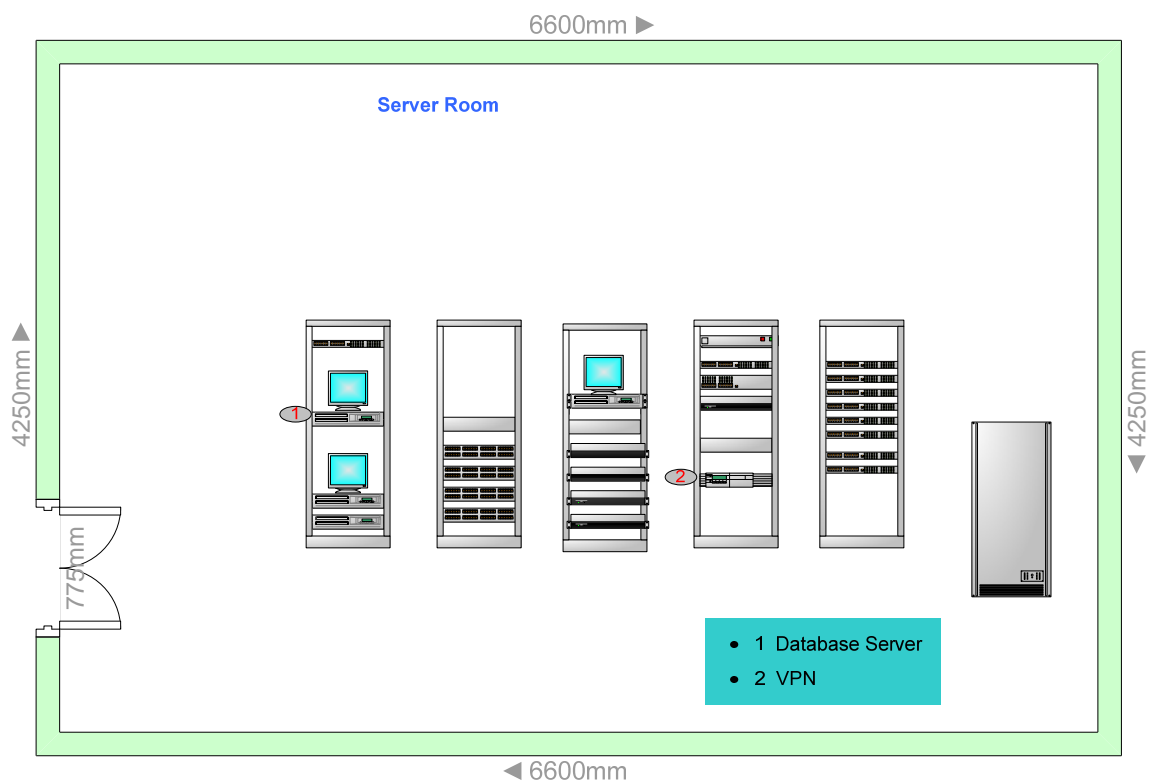 6600mm ►
Server Room
4250mm ►
◄ 4250mm
1
2
775mm
• 1 Database Server
• 2 VPN
◄ 6600mm